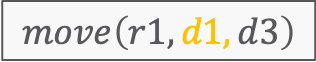 move(r1, d1, d3)